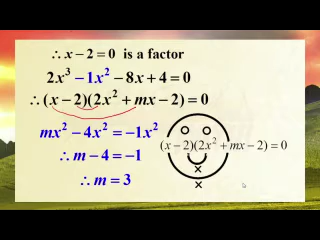 ∴ x − 2 = 0 is a factor
2x³ − 1x² − 8x + 4 = 0
∴ (x − 2)(2x² + mx − 2) = 0
mx² − 4x² = −1x²
(x − 2)(2x² + mx − 2) = 0
∴ m − 4 = −1
∴ m = 3